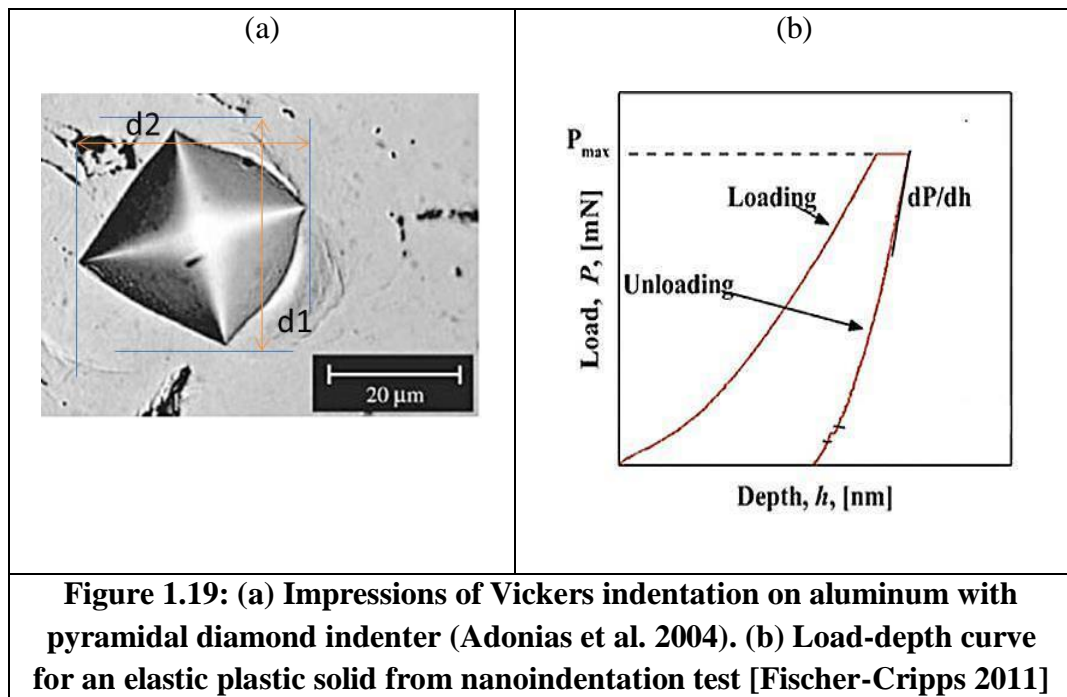 (a)
(b)
d2
d1
20 µm
P_max
Loading
dP/dh
Unloading
Load, P, [mN]
Depth, h, [nm]
Figure 1.19: (a) Impressions of Vickers indentation on aluminum with
pyramidal diamond indenter (Adonias et al. 2004). (b) Load-depth curve
for an elastic plastic solid from nanoindentation test [Fischer-Cripps 2011]